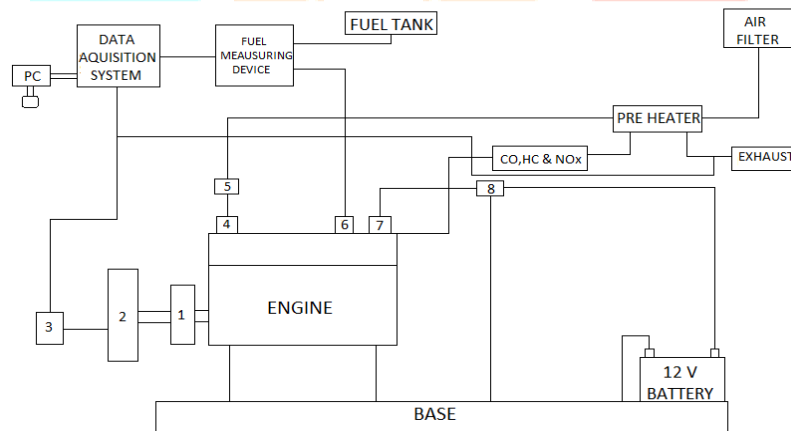 FUEL TANK
AIR
FILTER
DATA
AQUISITION
SYSTEM
FUEL
MEAUSURING
DEVICE
PC
PRE HEATER
CO,HC & NOx
EXHAUST
5
8
4
6
7
3
2
1
ENGINE
12 V
BATTERY
BASE